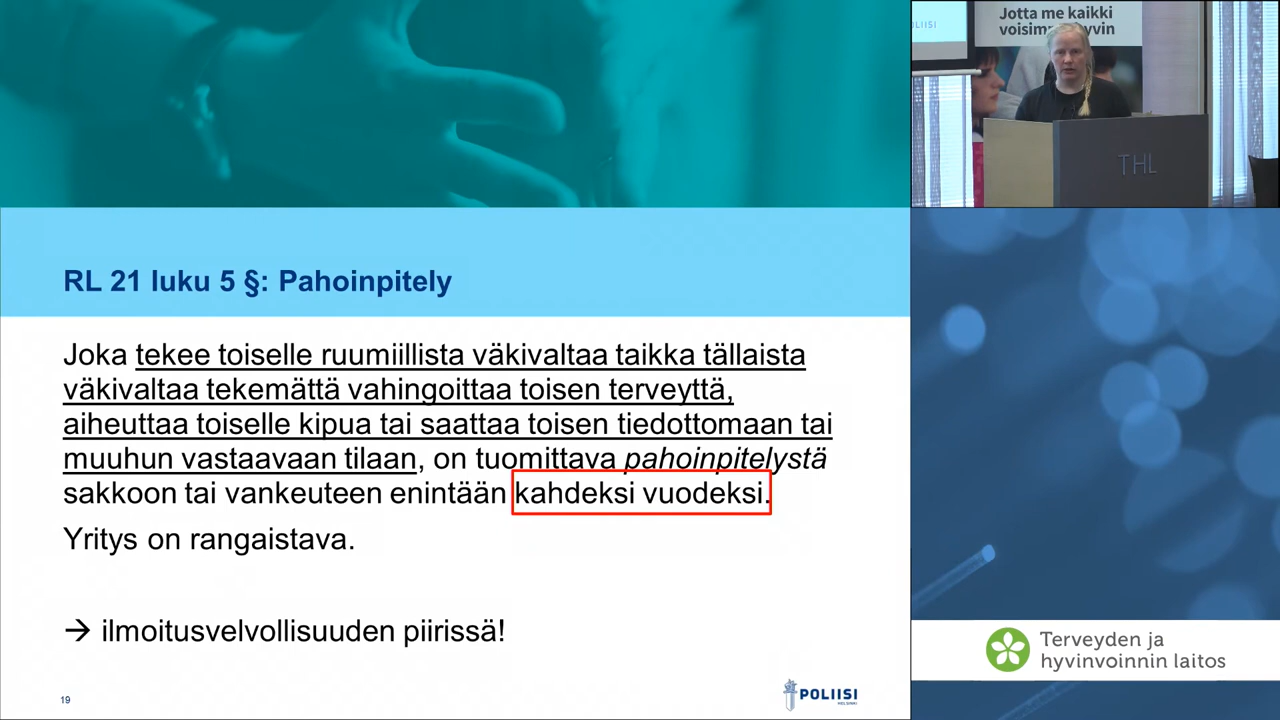 RL 21 luku 5 §: Pahoinpitely
Joka tekee toiselle ruumiillista väkivaltaa taikka tällaista
väkivaltaa tekemättä vahingoittaa toisen terveyttä,
aiheuttaa toiselle kipua tai saattaa toisen tiedottomaan tai
muuhun vastaavaan tilaan, on tuomittava pahoinpitelystä
sakkoon tai vankeuteen enintään kahdeksi vuodeksi.
Yritys on rangaistava.
→ ilmoitusvelvollisuuden piirissä!
19
POLIISI
HELSINKI
POLIISI
Jotta me kaikki
THL
Terveyden ja
hyvinvoinnin laitos